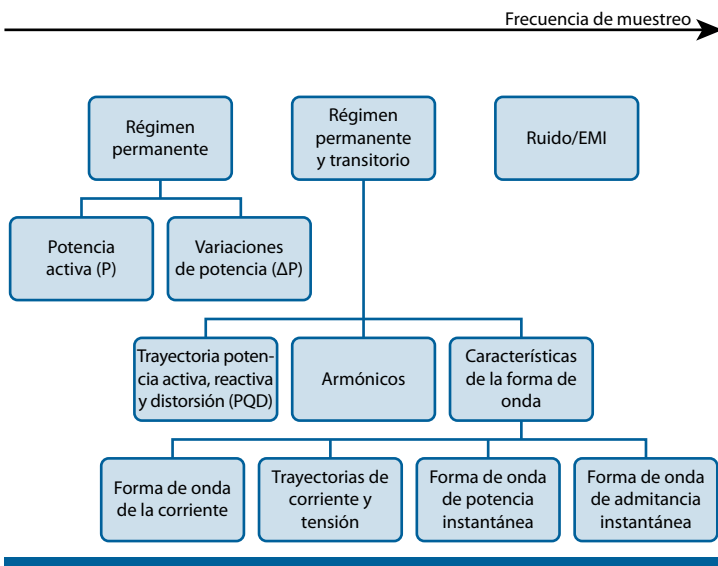 Frecuencia de muestreo
Régimen
permanente
Régimen
permanente
y transitorio
Ruido/EMI
Potencia
activa (P)
Variaciones
de potencia (ΔP)
Trayectoria poten-
cia activa, reactiva
y distorsión (PQD)
Armónicos
Características
de la forma de
onda
Forma de onda
de la corriente
Trayectorias de
corriente y
tensión
Forma de onda
de potencia
instantánea
Forma de onda
de admitancia
instantánea